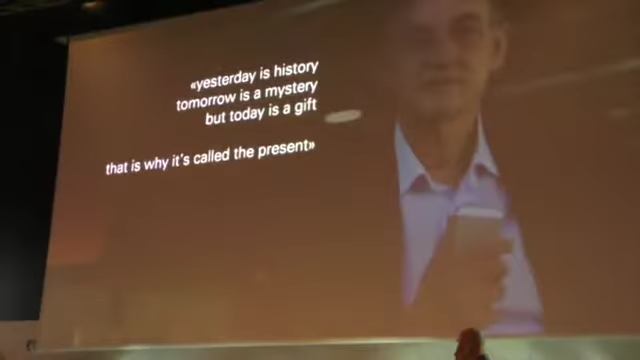 «yesterday is history
tomorrow is a mystery
but today is a gift
that is why it's called the present»